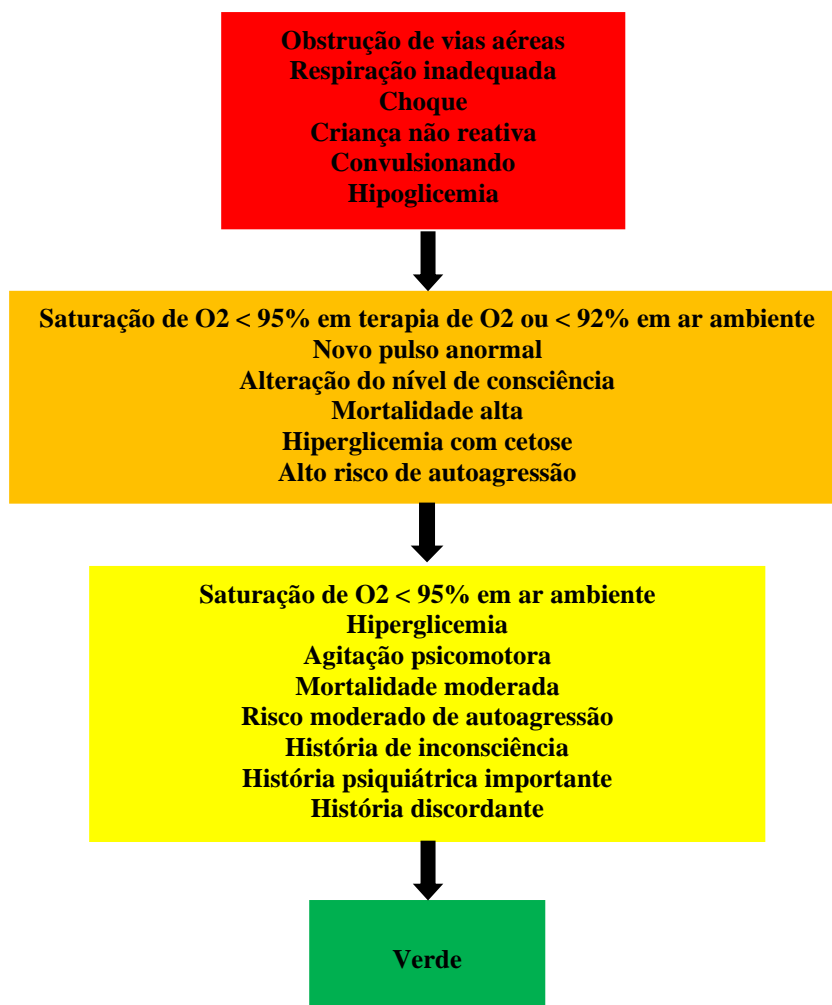 Obstrução de vias aéreas
Respiração inadequada
Choque
Criança não reativa
Convulsionando
Hipoglicemia
Saturação de O2 < 95% em terapia de O2 ou < 92% em ar ambiente
Novo pulso anormal
Alteração do nível de consciência
Mortalidade alta
Hiperglicemia com cetose
Alto risco de autoagressão
Saturação de O2 < 95% em ar ambiente
Hiperglicemia
Agitação psicomotora
Mortalidade moderada
Risco moderado de autoagressão
História de inconsciência
História psiquiátrica importante
História discordante
Verde